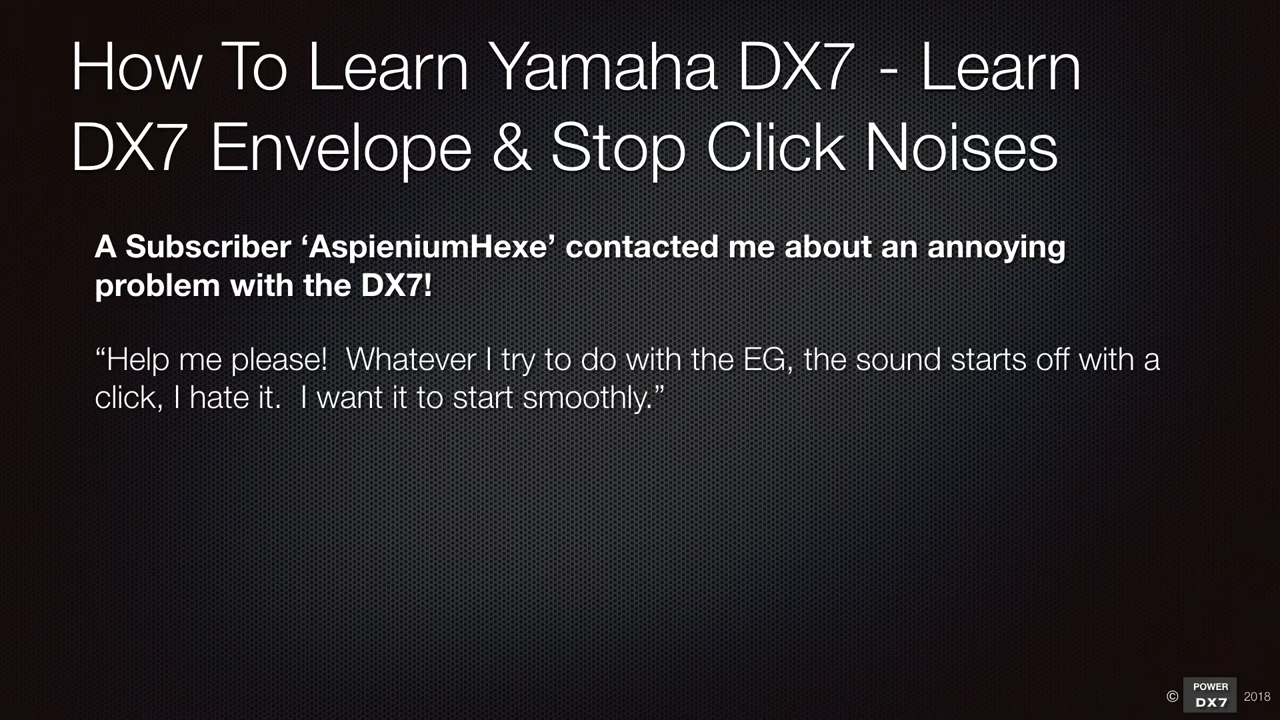 How To Learn Yamaha DX7 - Learn
DX7 Envelope & Stop Click Noises
A Subscriber ‘AspieniumHexe’ contacted me about an annoying
problem with the DX7!
“Help me please!  Whatever I try to do with the EG, the sound starts off with a
click, I hate it.  I want it to start smoothly.”
© POWER DX7 2018